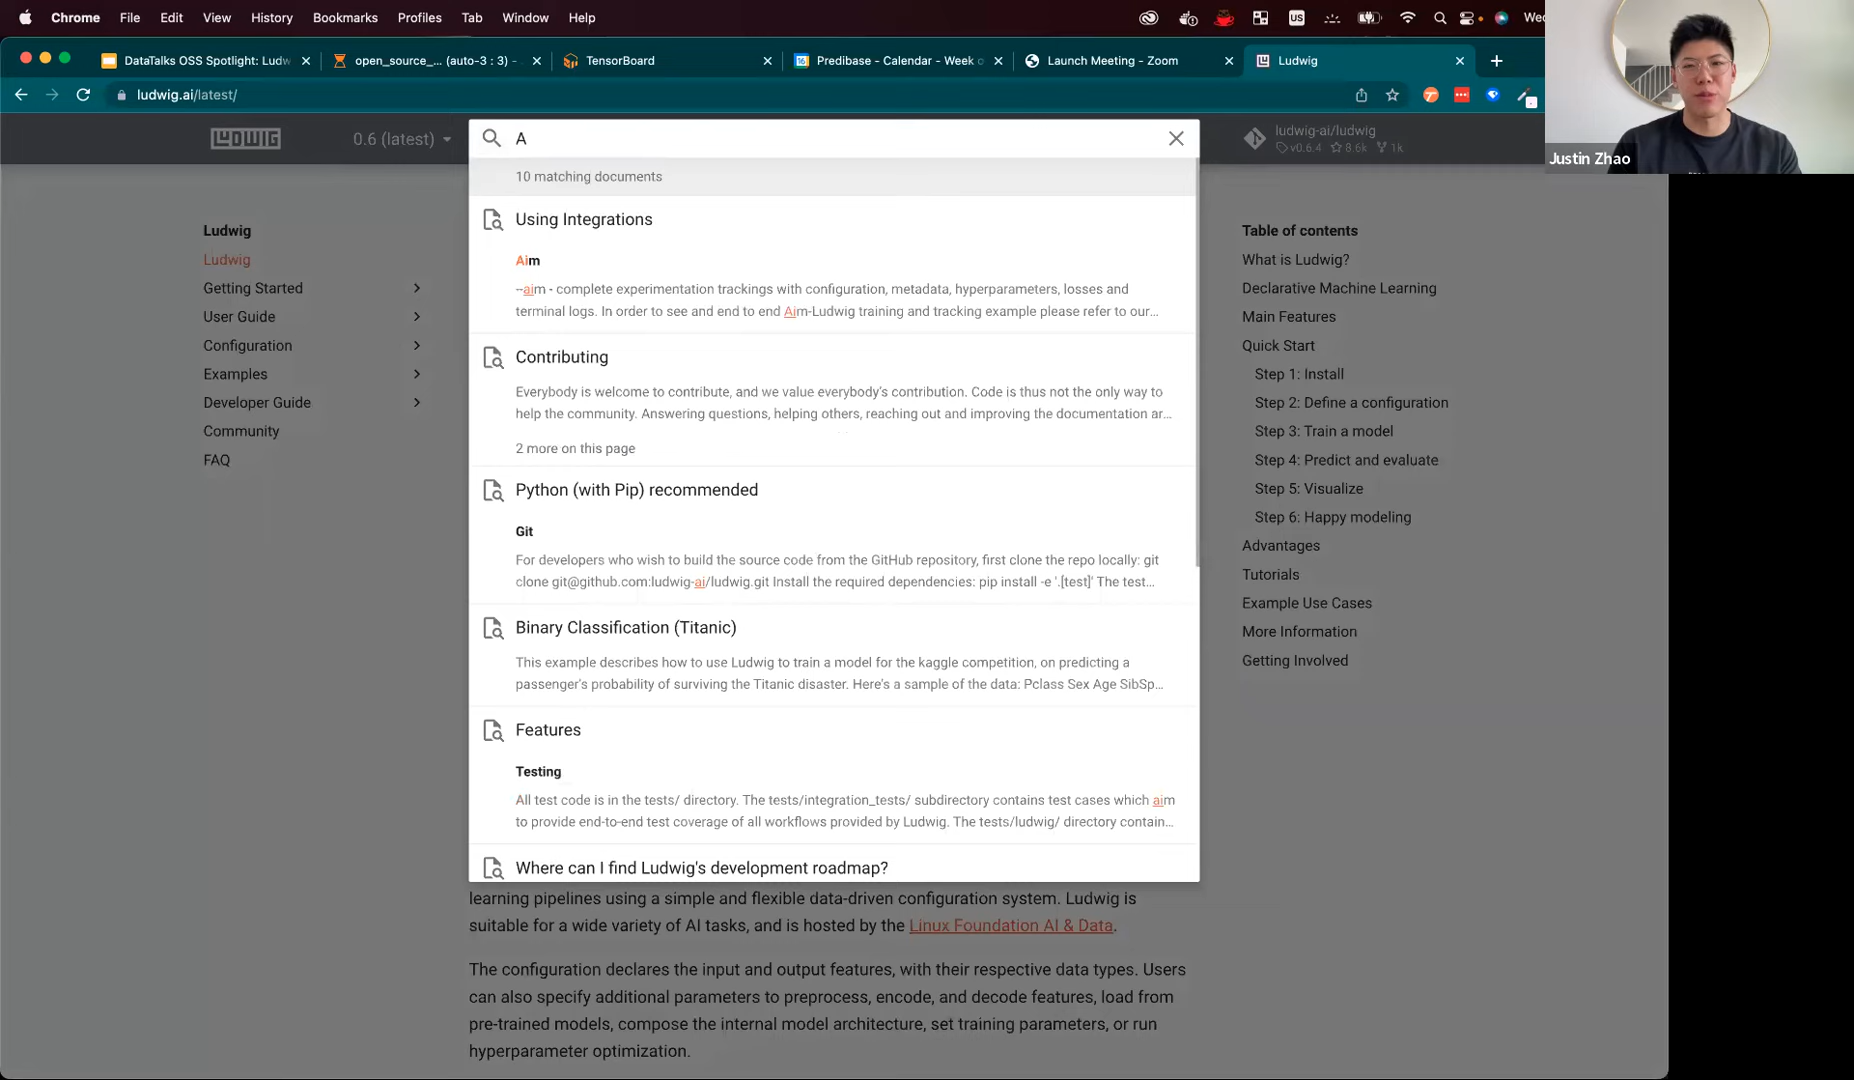 Chrome File Edit View History Bookmarks Profiles Tab Window Help
US
Wed
DataTalks OSS Spotlight: Ludw
open_source_... (auto-3 : 3) -
TensorBoard
Predibase - Calendar - Week o
Launch Meeting - Zoom
Ludwig
ludwig.ai/latest/
LUDWIG
0.6 (latest)
A
ludwig-ai/ludwig
v0.6.4 8.6k 1k
Justin Zhao
10 matching documents
Ludwig
Ludwig
Getting Started
User Guide
Configuration
Examples
Developer Guide
Community
FAQ
Using Integrations
Aim
--aim - complete experimentation trackings with configuration, metadata, hyperparameters, losses and
terminal logs. In order to see and end to end Aim-Ludwig training and tracking example please refer to our...
Contributing
Everybody is welcome to contribute, and we value everybody's contribution. Code is thus not the only way to
help the community. Answering questions, helping others, reaching out and improving the documentation ar...
2 more on this page
Python (with Pip) recommended
Git
For developers who wish to build the source code from the GitHub repository, first clone the repo locally: git
clone git@github.com:ludwig-ai/ludwig.git Install the required dependencies: pip install -e '.[test]' The test...
Binary Classification (Titanic)
This example describes how to use Ludwig to train a model for the kaggle competition, on predicting a
passenger's probability of surviving the Titanic disaster. Here's a sample of the data: Pclass Sex Age SibSp...
Features
Testing
All test code is in the tests/ directory. The tests/integration_tests/ subdirectory contains test cases which aim
to provide end-to-end test coverage of all workflows provided by Ludwig. The tests/ludwig/ directory contain...
Where can I find Ludwig's development roadmap?
learning pipelines using a simple and flexible data-driven configuration system. Ludwig is
suitable for a wide variety of AI tasks, and is hosted by the Linux Foundation AI & Data.
The configuration declares the input and output features, with their respective data types. Users
can also specify additional parameters to preprocess, encode, and decode features, load from
pre-trained models, compose the internal model architecture, set training parameters, or run
hyperparameter optimization.
Table of contents
What is Ludwig?
Declarative Machine Learning
Main Features
Quick Start
Step 1: Install
Step 2: Define a configuration
Step 3: Train a model
Step 4: Predict and evaluate
Step 5: Visualize
Step 6: Happy modeling
Advantages
Tutorials
Example Use Cases
More Information
Getting Involved